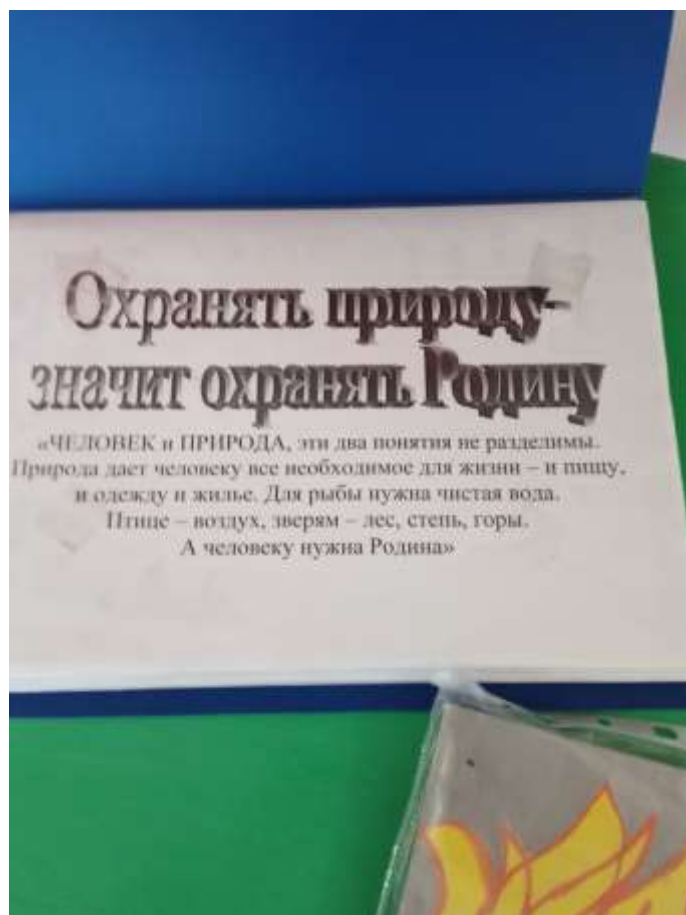 Охранять природу-
значит охранять Родину
«ЧЕЛОВЕК и ПРИРОДА, эти два понятия не разделимы.
Природа дает человеку все необходимое для жизни – и пищу,
и одежду и жилье. Для рыбы нужна чистая вода.
Птице – воздух, зверям – лес, степь, горы.
А человеку нужна Родина»